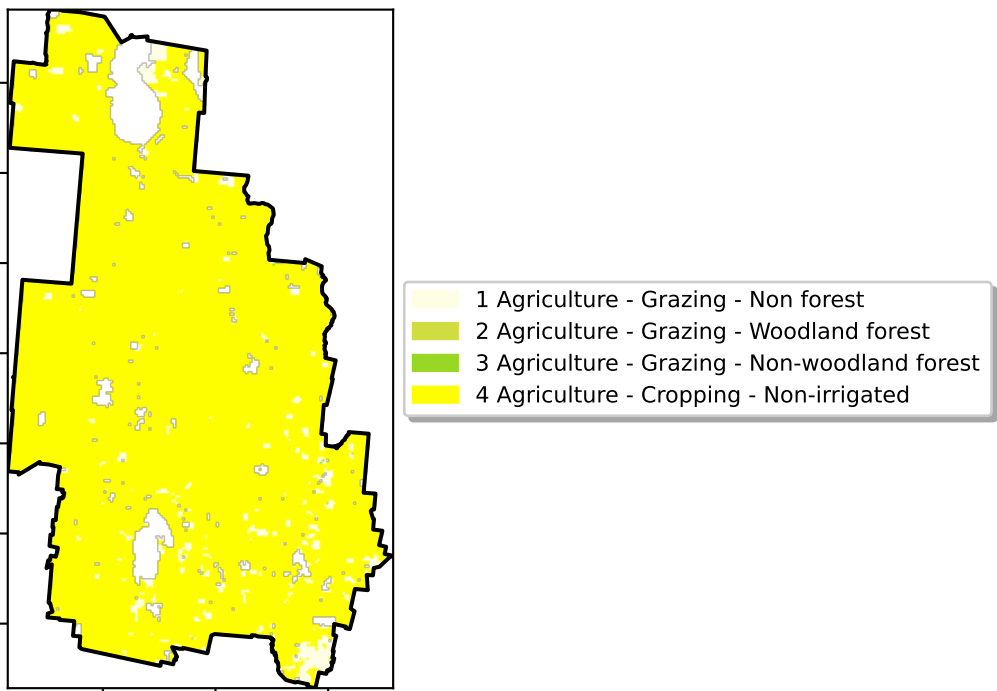 1 Agriculture - Grazing - Non forest
2 Agriculture - Grazing - Woodland forest
3 Agriculture - Grazing - Non-woodland forest
4 Agriculture - Cropping - Non-irrigated